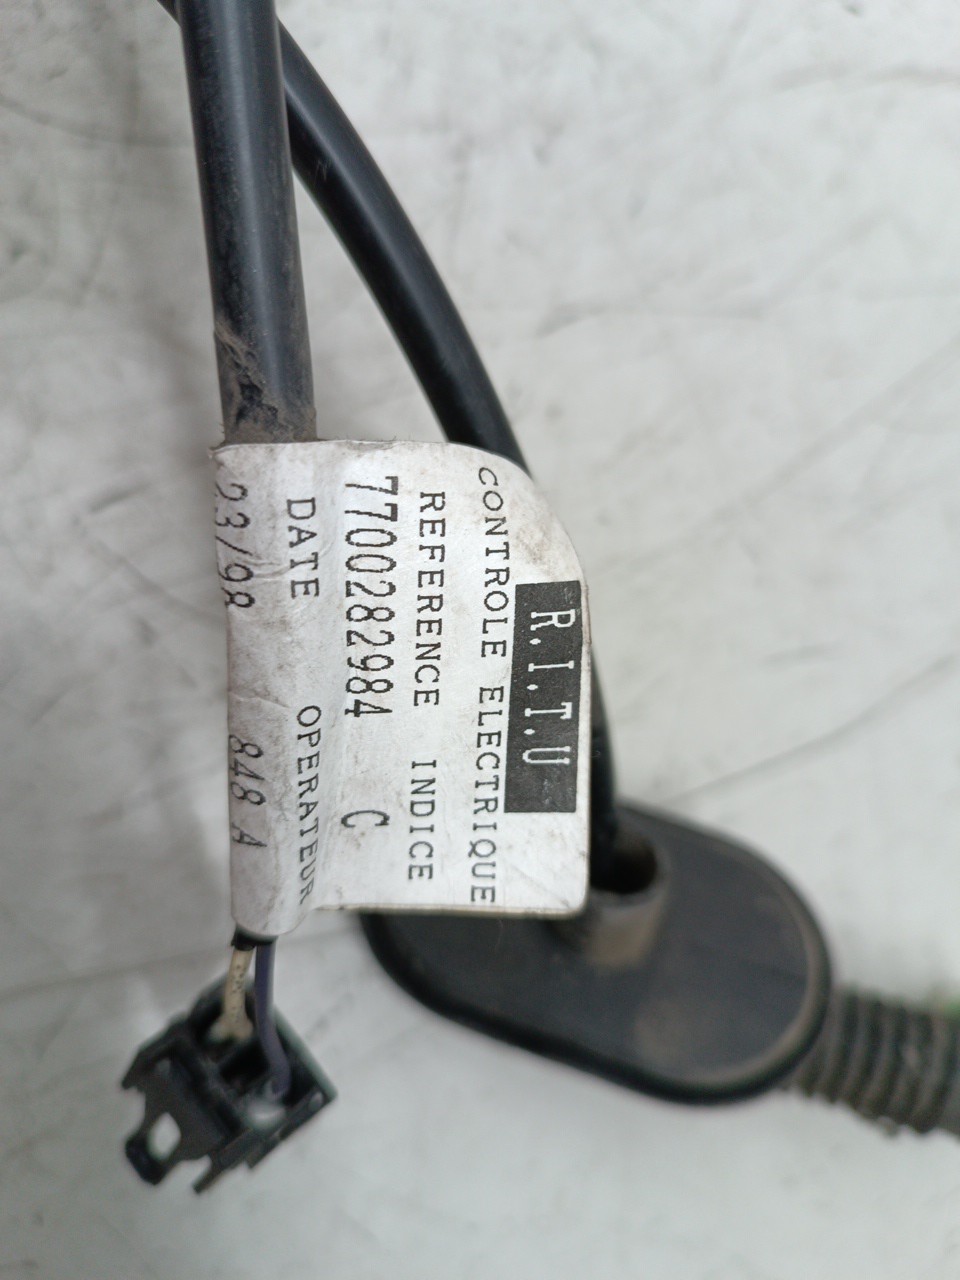 R.I.T.U
CONTROLE ELECTRIQUE
REFERENCE INDICE
7700282984 C
DATE OPERATEUR
23/98 848 A